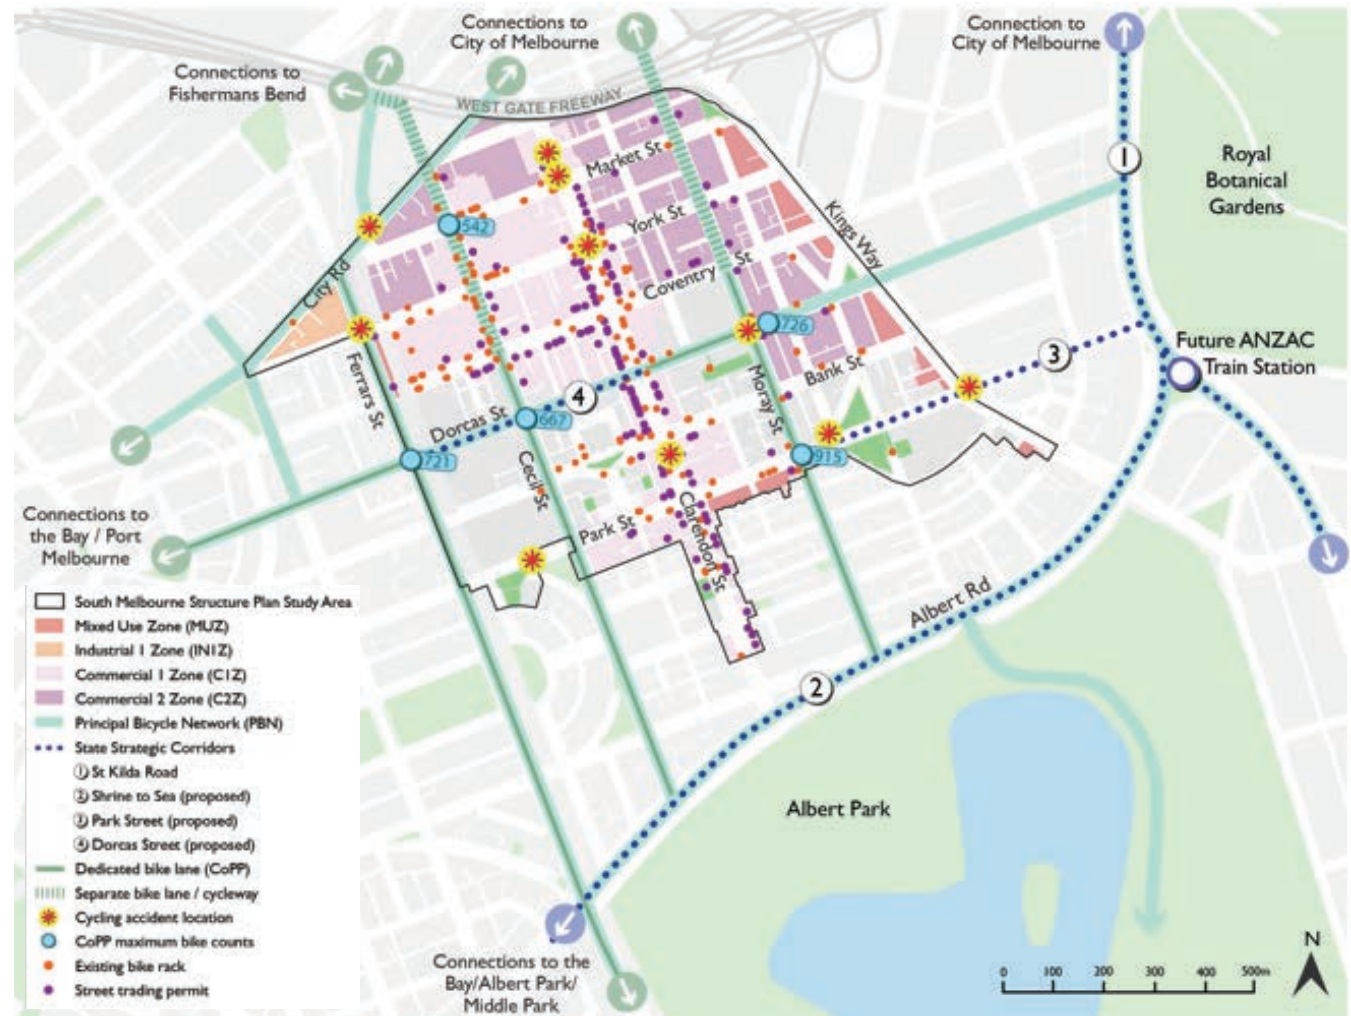 Connections to
City of Melbourne
Connection to
City of Melbourne
Connections to
Fishermans Bend
WEST GATE FREEWAY
Market St
Royal
Botanical
Gardens
1
York St
Kings Way
542
Coventry St
City Rd
726
Future ANZAC
Train Station
3
Ferrars St
Moray St
Bank St
4
Dorcas St
667
721
915
Cecil St
Clarendon St
Park St
Connections to
the Bay / Port
Melbourne
Albert Rd
2
Albert Park
South Melbourne Structure Plan Study Area
Mixed Use Zone (MUZ)
Industrial 1 Zone (IN1Z)
Commercial 1 Zone (C1Z)
Commercial 2 Zone (C2Z)
Principal Bicycle Network (PBN)
State Strategic Corridors
1 St Kilda Road
2 Shrine to Sea (proposed)
3 Park Street (proposed)
4 Dorcas Street (proposed)
Dedicated bike lane (CoPP)
Separate bike lane / cycleway
Cycling accident location
CoPP maximum bike counts
Existing bike rack
Street trading permit
Connections to the
Bay/Albert Park/
Middle Park
N
0 100 200 300 400 500m